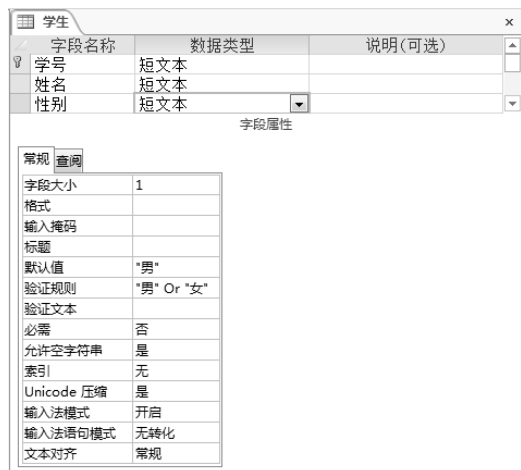 学生 x
字段名称 数据类型 说明(可选)
学号 短文本
姓名 短文本
性别 短文本
字段属性
常规 查阅
字段大小 1
格式
输入掩码
标题
默认值 "男"
验证规则 "男" Or "女"
验证文本
必需 否
允许空字符串 是
索引 无
Unicode 压缩 是
输入法模式 开启
输入法语句模式 无转化
文本对齐 常规